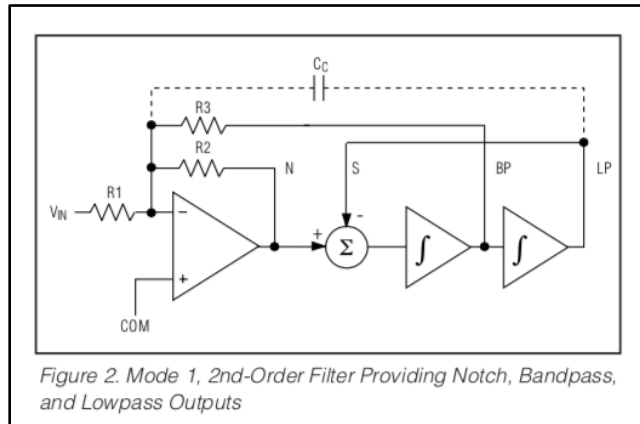 CC
R3
R2
N
S
BP
LP
R1
VIN
−
+
-
+
Σ
∫
∫
COM
Figure 2. Mode 1, 2nd-Order Filter Providing Notch, Bandpass,
and Lowpass Outputs